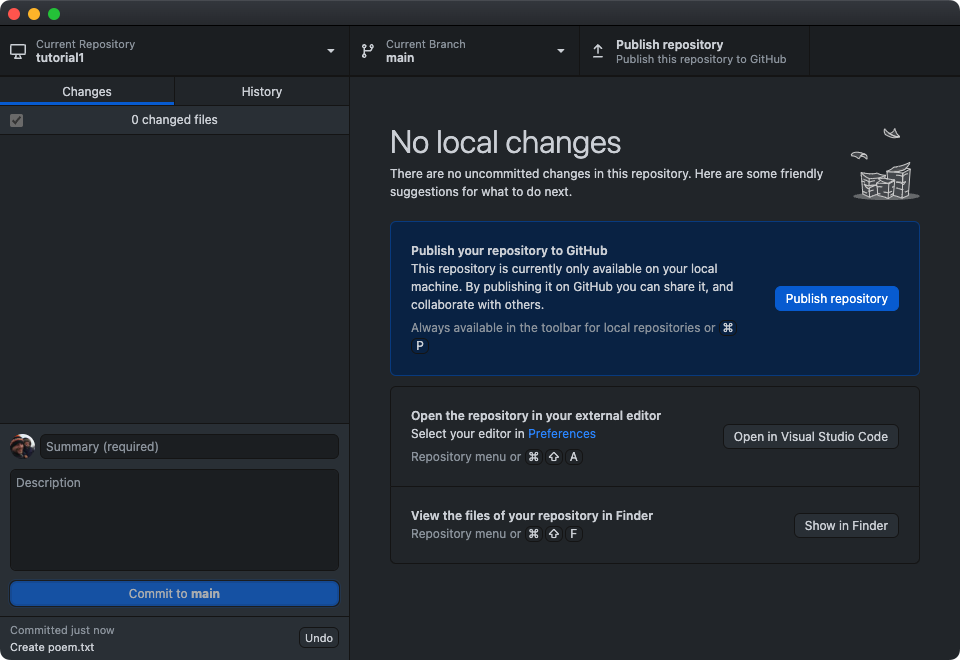 Current Repository
tutorial1
Current Branch
main
Publish repository
Publish this repository to GitHub
Changes
History
0 changed files
No local changes
There are no uncommitted changes in this repository. Here are some friendly
suggestions for what to do next.
Publish your repository to GitHub
This repository is currently only available on your local
machine. By publishing it on GitHub you can share it, and
collaborate with others.
Always available in the toolbar for local repositories or ⌘
P
Publish repository
Open the repository in your external editor
Select your editor in Preferences
Repository menu or ⌘ ⇧ A
Open in Visual Studio Code
View the files of your repository in Finder
Repository menu or ⌘ ⇧ F
Show in Finder
Summary (required)
Description
Commit to main
Committed just now
Create poem.txt
Undo